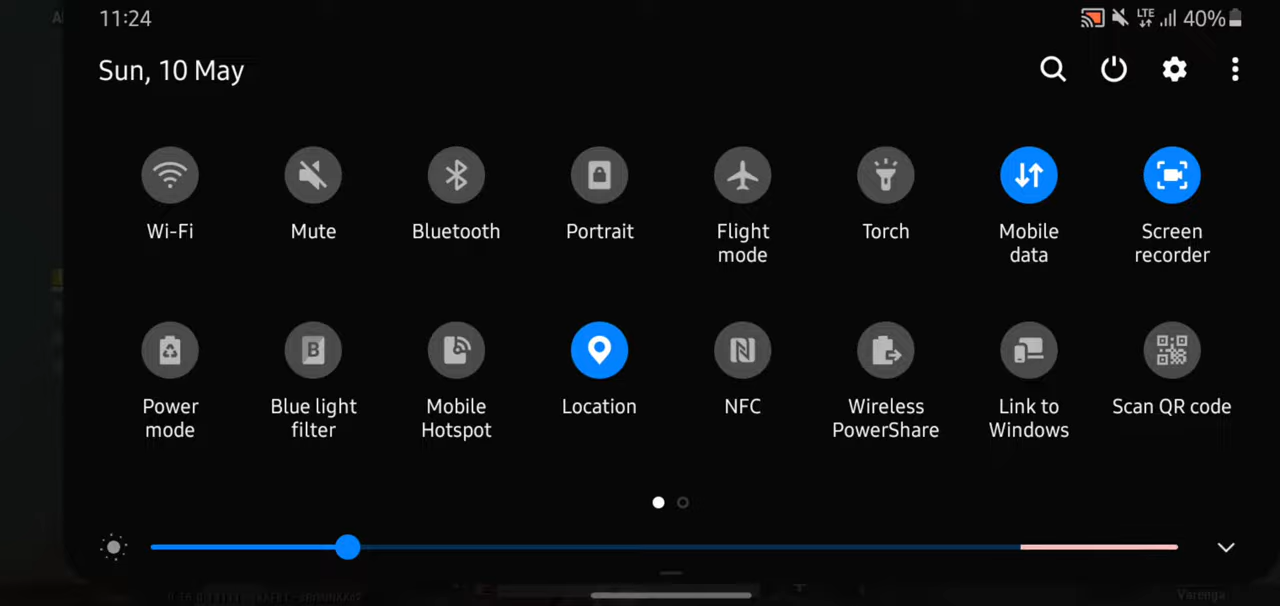 11:24
LTE
40%
Sun, 10 May
Wi-Fi
Mute
Bluetooth
Portrait
Flight
mode
Torch
Mobile
data
Screen
recorder
Power
mode
Blue light
filter
Mobile
Hotspot
Location
NFC
Wireless
PowerShare
Link to
Windows
Scan QR code